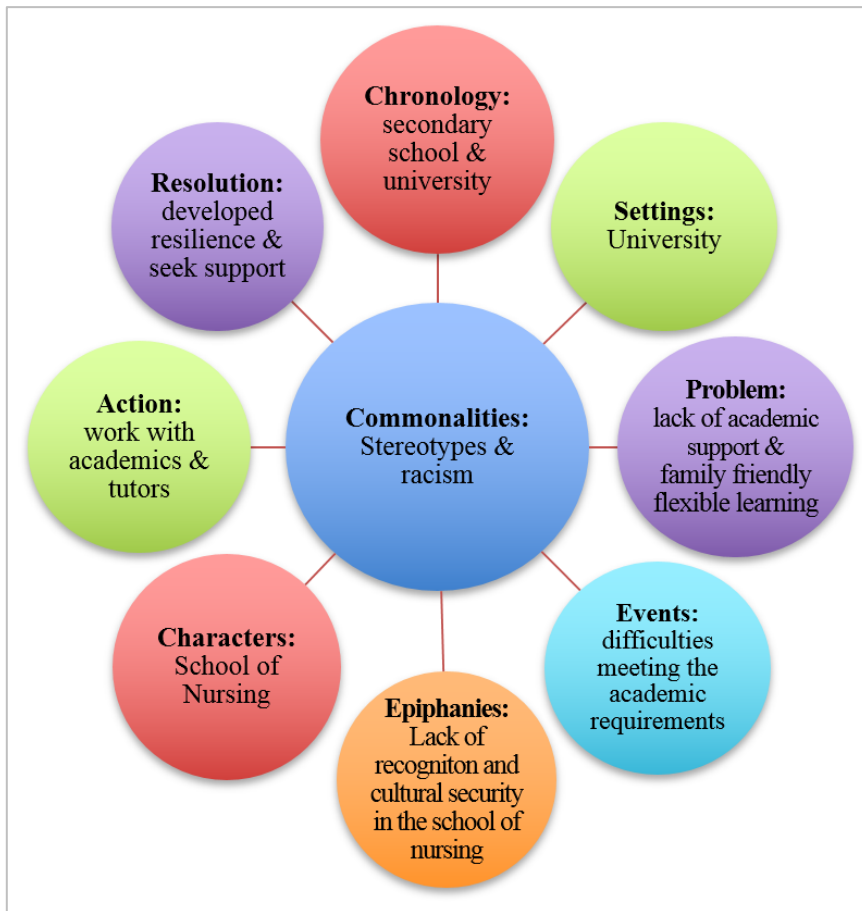 Chronology:
secondary
school &
university
Settings:
University
Problem:
lack of academic
support &
family friendly
flexible learning
Events:
difficulties
meeting the
academic
requirements
Epiphanies:
Lack of
recogniton and
cultural security
in the school of
nursing
Characters:
School of
Nursing
Action:
work with
academics &
tutors
Resolution:
developed
resilience &
seek support
Commonalities:
Stereotypes &
racism